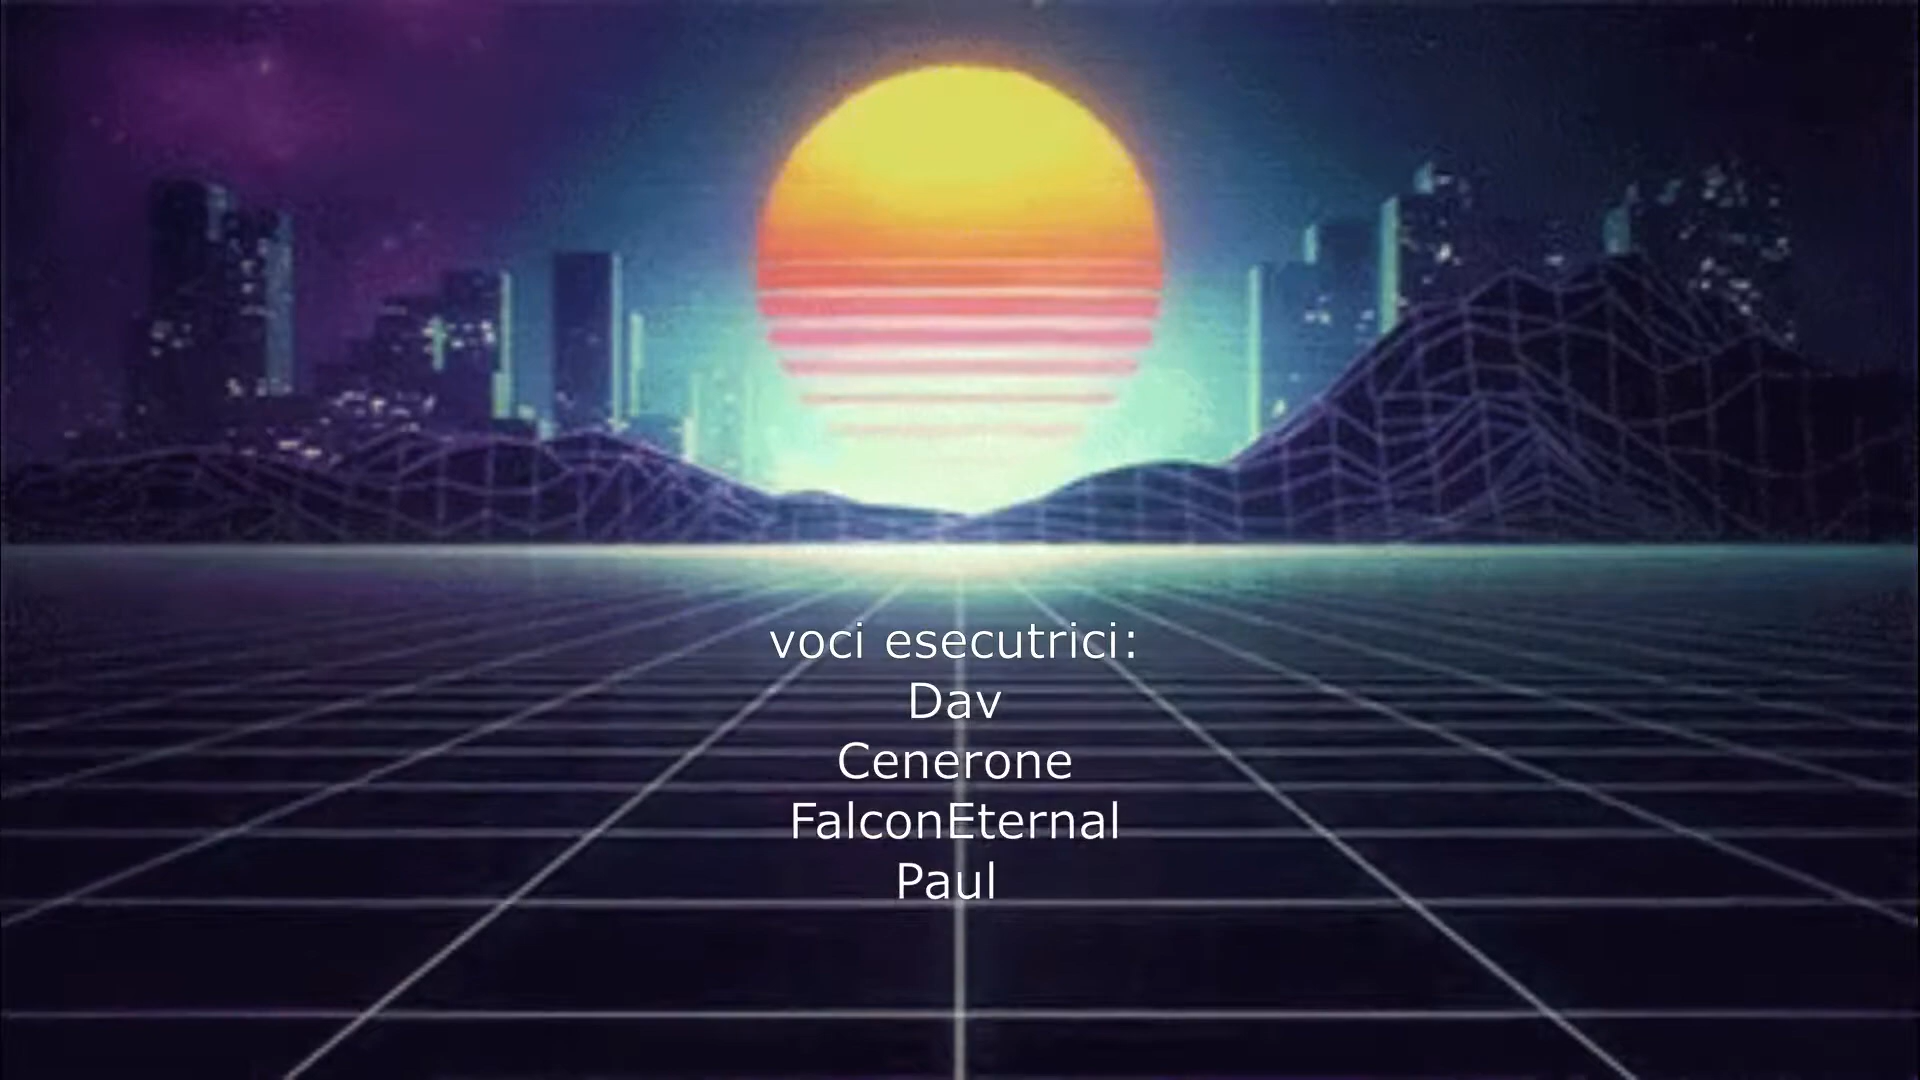 voci esecutrici:
Dav
Cenerone
FalconEternal
Paul